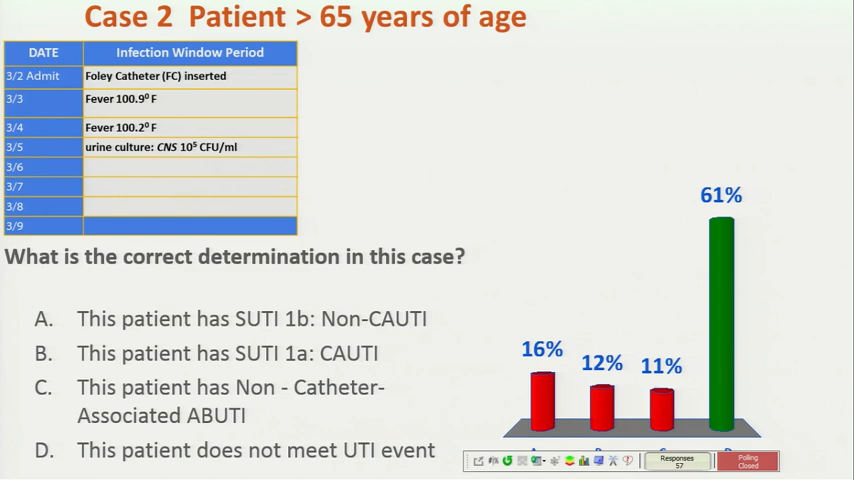 Case 2 Patient > 65 years of age
DATE Infection Window Period
3/2 Admit Foley Catheter (FC) inserted
3/3 Fever 100.9⁰ F
3/4 Fever 100.2⁰ F
3/5 urine culture: CNS 10⁵ CFU/ml
3/6
3/7
3/8
3/9
What is the correct determination in this case?
A. This patient has SUTI 1b: Non-CAUTI
B. This patient has SUTI 1a: CAUTI
C. This patient has Non - Catheter-
Associated ABUTI
D. This patient does not meet UTI event
61%
16% 12% 11%
Responses
57
Polling
Closed